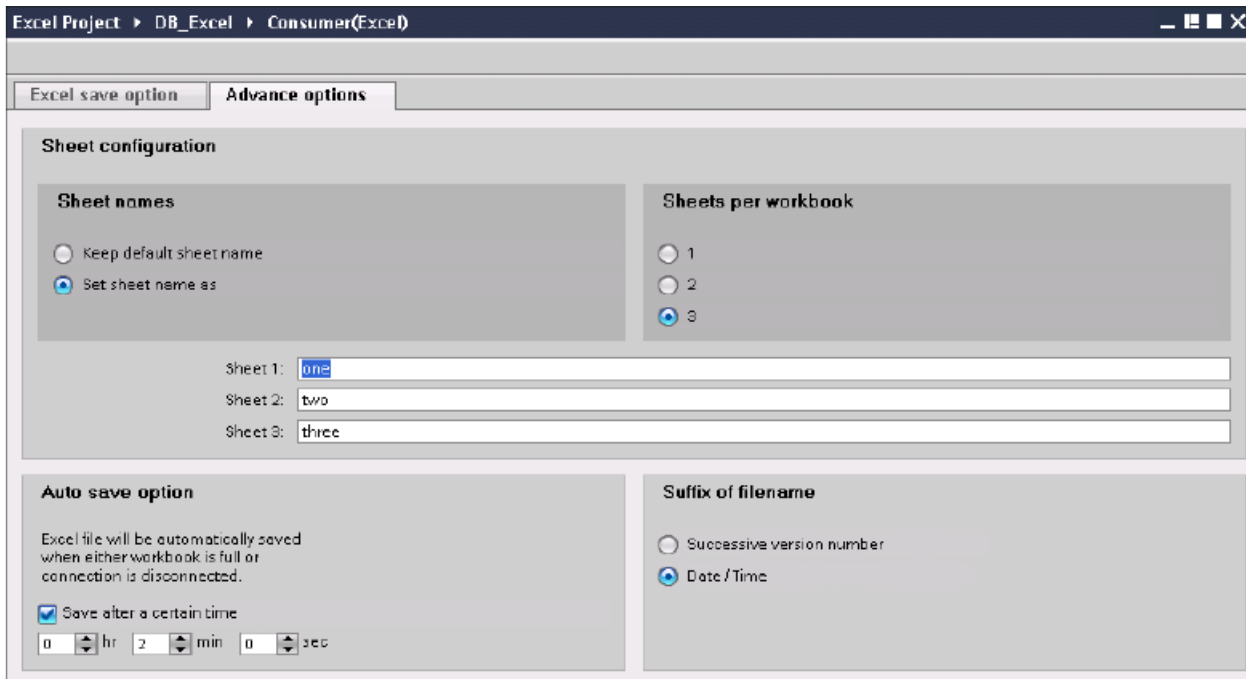 Excel Project ▸ DB_Excel ▸ Consumer(Excel)
Excel save option
Advance options
Sheet configuration
Sheet names
Keep default sheet name
Set sheet name as
Sheets per workbook
1
2
3
Sheet 1: one
Sheet 2: two
Sheet 3: three
Auto save option
Excel file will be automatically saved
when either workbook is full or
connection is disconnected.
Save after a certain time
0 hr 2 min 0 sec
Suffix of filename
Successive version number
Date / Time